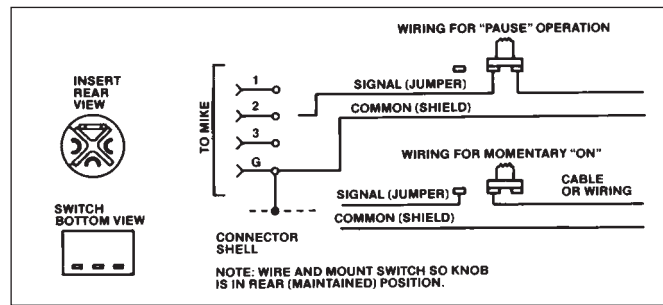 WIRING FOR "PAUSE" OPERATION
INSERT
REAR
VIEW
TO MIKE
1
2
3
G
SIGNAL (JUMPER)
COMMON (SHIELD)
WIRING FOR MOMENTARY "ON"
SIGNAL (JUMPER)
CABLE
OR WIRING
COMMON (SHIELD)
SWITCH
BOTTOM VIEW
CONNECTOR
SHELL
NOTE: WIRE AND MOUNT SWITCH SO KNOB
IS IN REAR (MAINTAINED) POSITION.